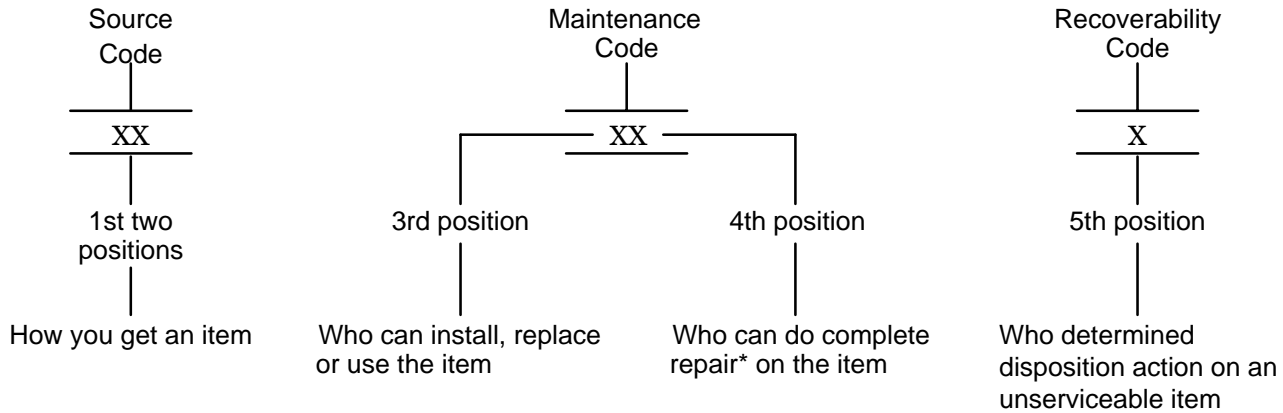 Source
Code
XX
1st two
positions
How you get an item
Maintenance
Code
XX
3rd position
Who can install, replace
or use the item
4th position
Who can do complete
repair* on the item
Recoverability
Code
X
5th position
Who determined
disposition action on an
unserviceable item